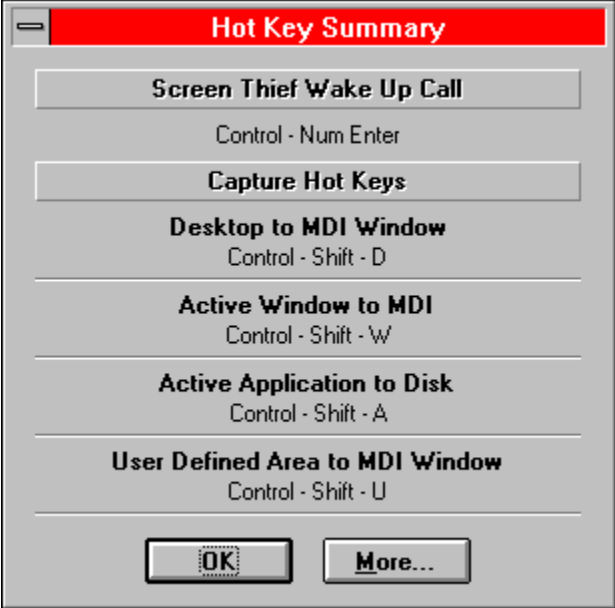 Hot Key Summary
Screen Thief Wake Up Call
Control - Num Enter
Capture Hot Keys
Desktop to MDI Window
Control - Shift - D
Active Window to MDI
Control - Shift - W
Active Application to Disk
Control - Shift - A
User Defined Area to MDI Window
Control - Shift - U
OK More...